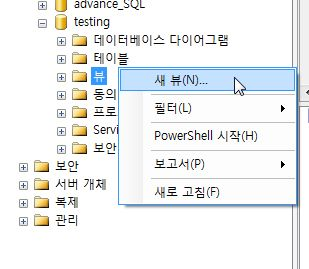 advance_SQL
testing
데이터베이스 다이어그램
테이블
뷰
새 뷰(N)...
동의
필터(L)
프로
PowerShell 시작(H)
Servi
보안
보고서(P)
보안
서버 개체
새로 고침(F)
복제
관리